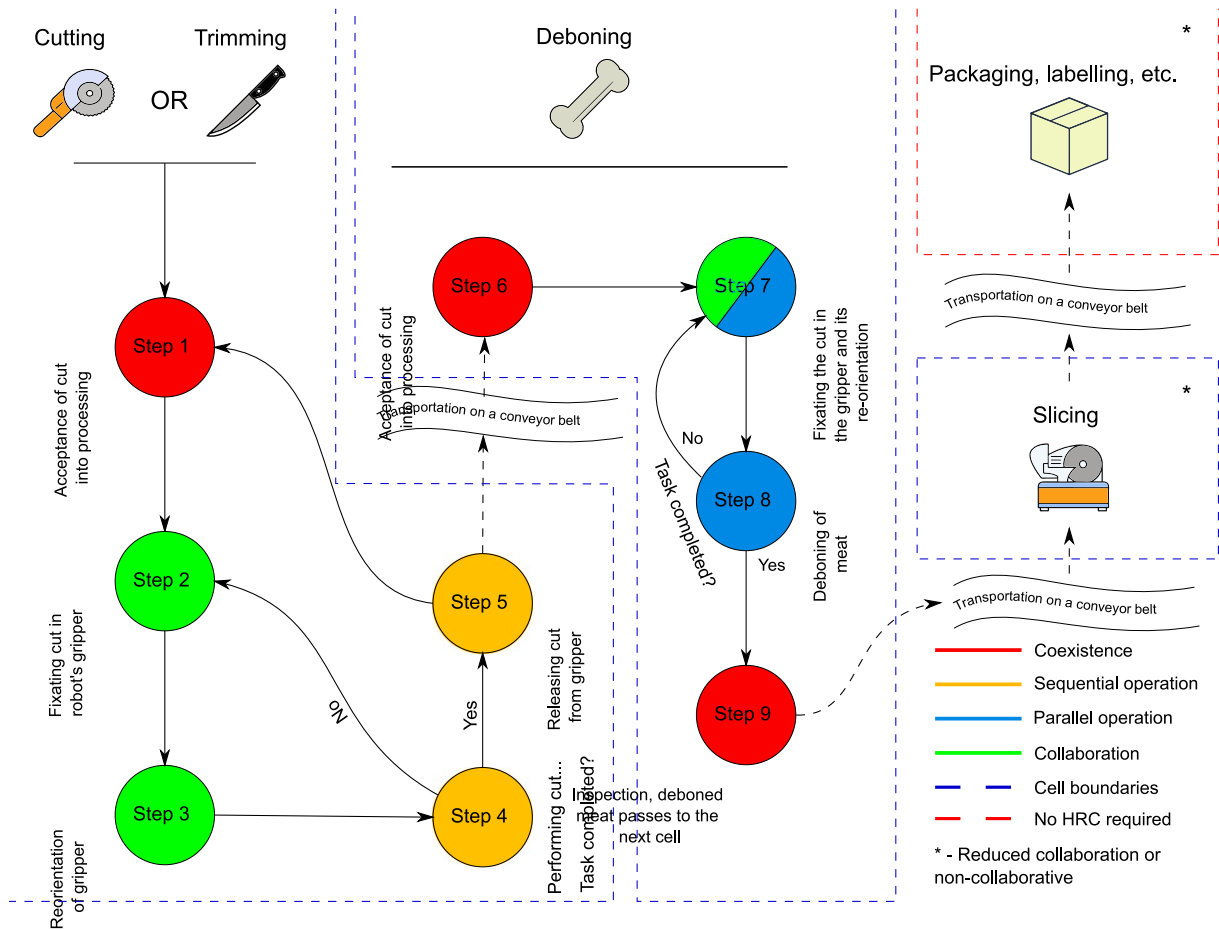 Cutting
OR
Trimming
Step 1
Acceptance of cut
into processing
Step 2
Fixating cut in
robot's gripper
Step 3
Reorientation
of gripper
Step 4
Performing cut...
Task completed?
No
Yes
Step 5
Releasing cut
from gripper
Deboning
Transportation on a conveyor belt
Step 6
Acceptance of cut
into processing
Step 7
Fixating the cut in
the gripper and its
re-orientation
Step 8
Deboning of
meat
Task completed?
No
Yes
Step 9
Inspection, deboned
meat passes to the
next cell
Transportation on a conveyor belt
*
Slicing
Transportation on a conveyor belt
*
Packaging, labelling, etc.
Coexistence
Sequential operation
Parallel operation
Collaboration
Cell boundaries
No HRC required
* - Reduced collaboration or
non-collaborative